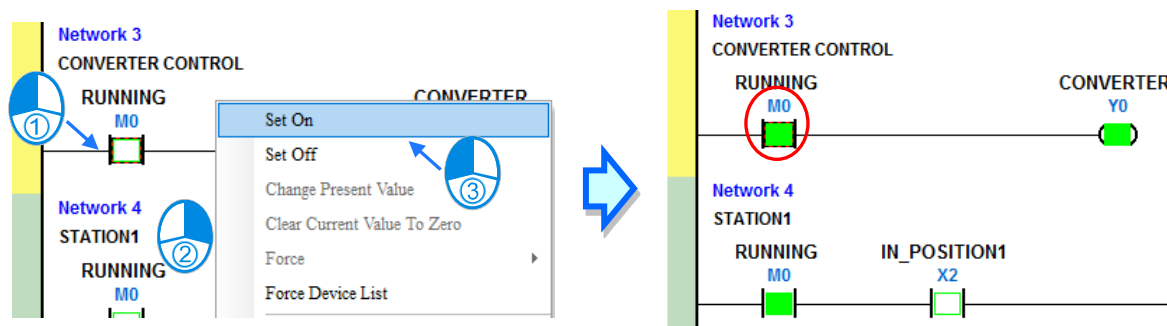 Network 3
CONVERTER CONTROL
RUNNING
CONVERTER
M0
①
Set On
Set Off
③
Change Present Value
Clear Current Value To Zero
Force
Force Device List
Network 4
STATION1
②
RUNNING
M0
Network 3
CONVERTER CONTROL
RUNNING
CONVERTER
M0
Y0
Network 4
STATION1
RUNNING
IN_POSITION1
M0
X2